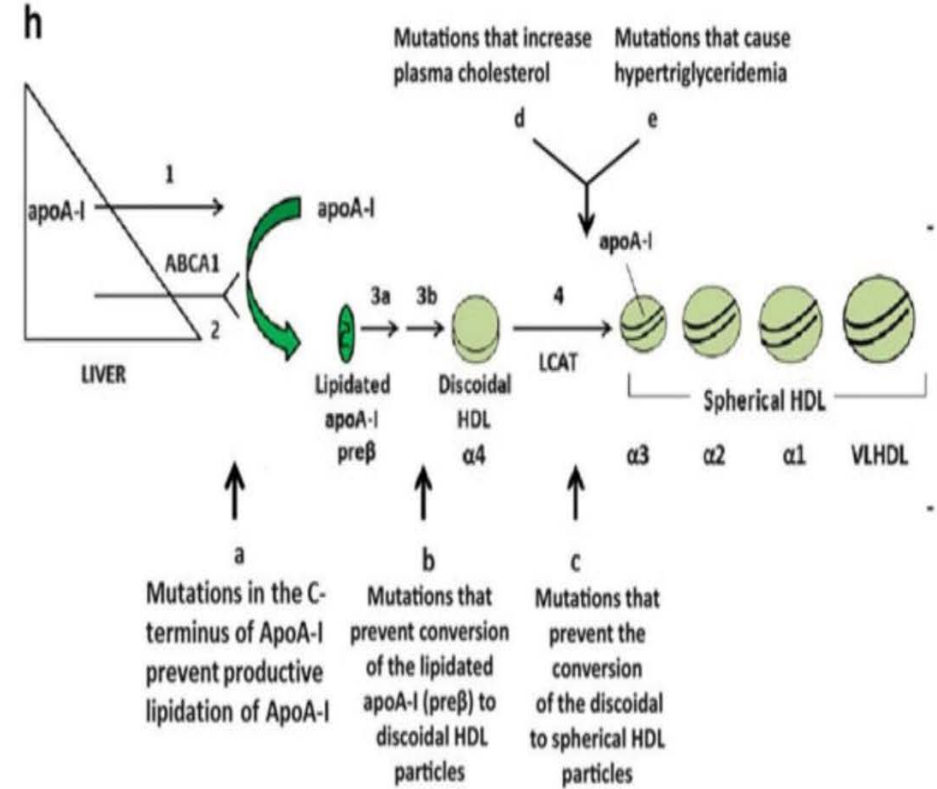 h
Mutations that increase
plasma cholesterol
Mutations that cause
hypertriglyceridemia
d
e
1
apoA-I
apoA-I
apoA-I
ABCA1
2
3a
3b
4
LCAT
LIVER
Lipidated
apoA-I
preβ
Discoidal
HDL
α4
Spherical HDL
α3
α2
α1
VLHDL
a
Mutations in the C-
terminus of ApoA-I
prevent productive
lipidation of ApoA-I
b
Mutations that
prevent conversion
of the lipidated
apoA-I (preβ) to
discoidal HDL
particles
c
Mutations that
prevent the
conversion
of the discoidal
to spherical HDL
particles